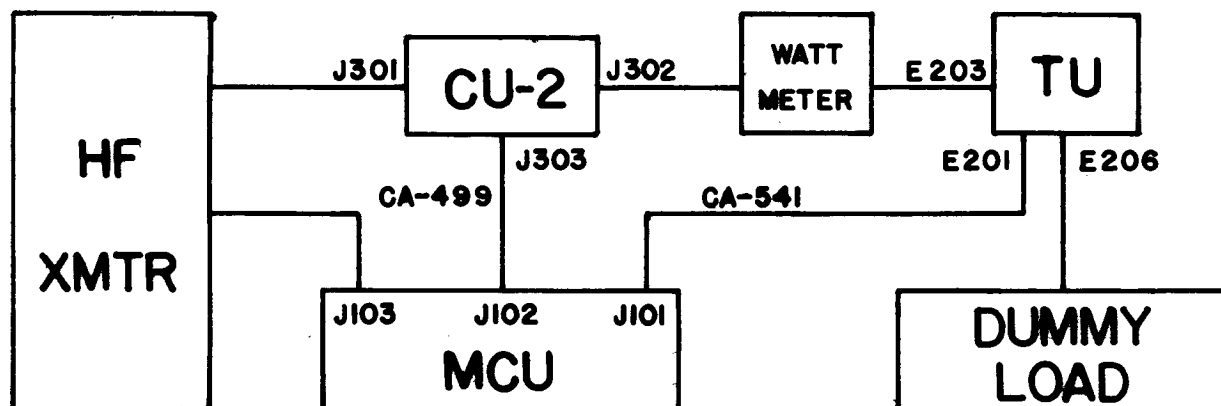 HF
XMTR
J301
CU-2
J302
J303
WATT
METER
E203
TU
E201
E206
CA-499
CA-541
J103
J102
J101
MCU
DUMMY
LOAD